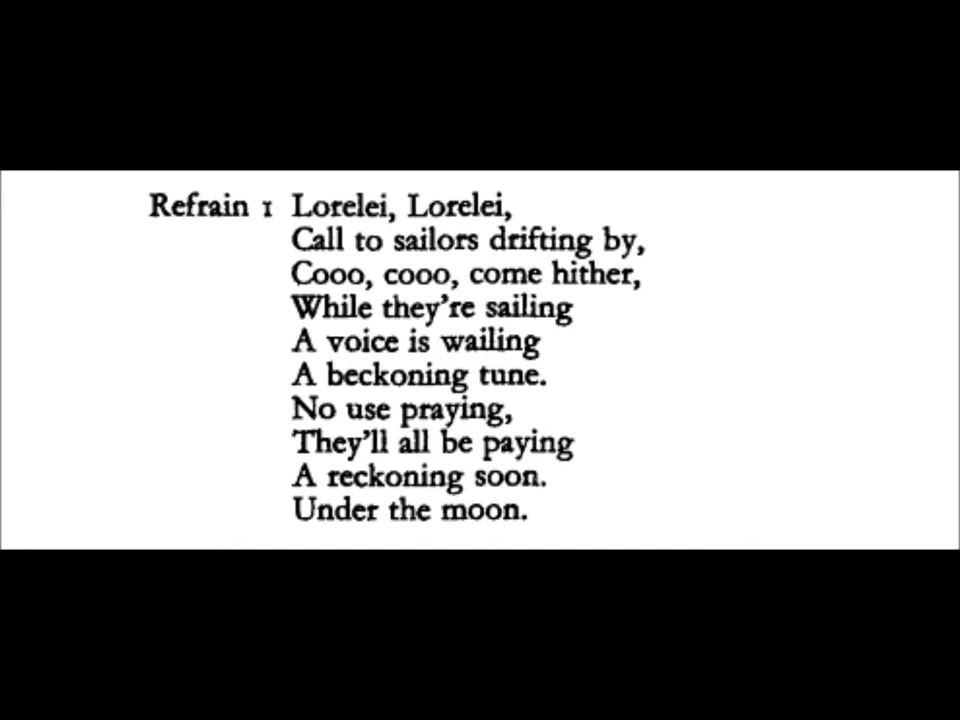 Refrain 1 Lorelei, Lorelei,
Call to sailors drifting by,
Cooo, cooo, come hither,
While they're sailing
A voice is wailing
A beckoning tune.
No use praying,
They'll all be paying
A reckoning soon.
Under the moon.